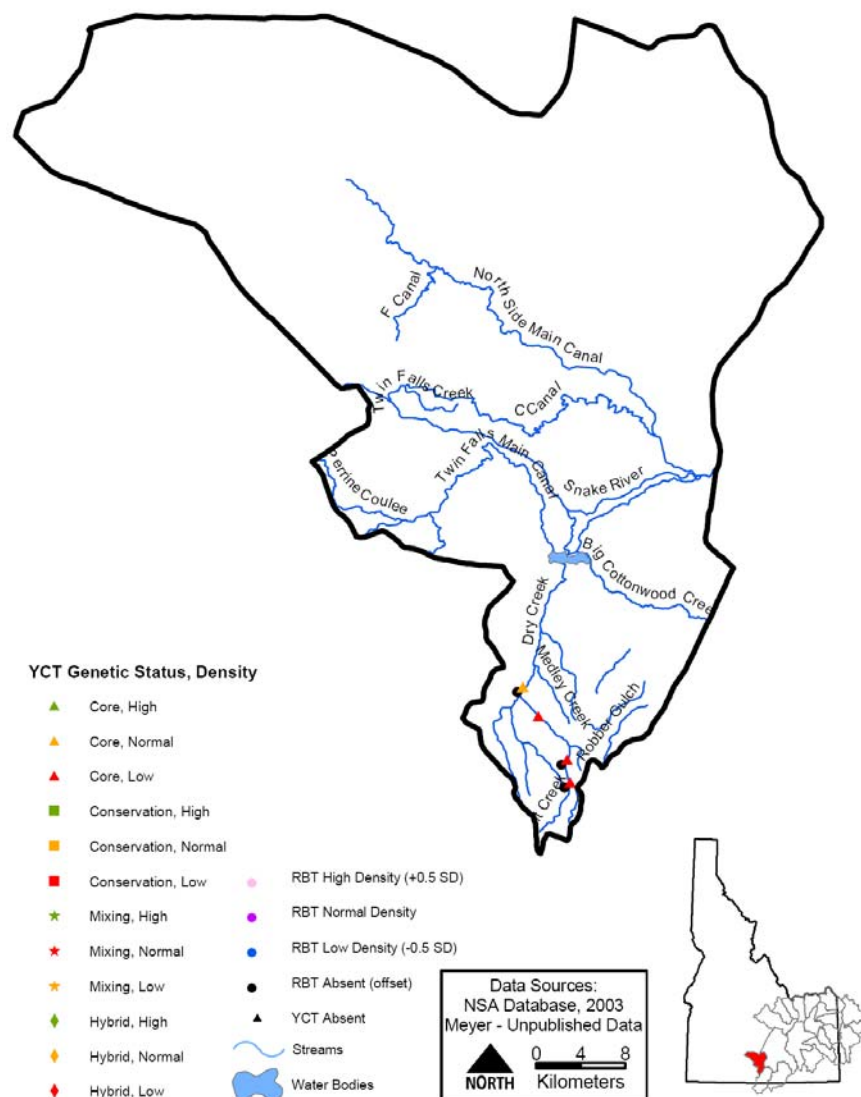 North Side Main Canal
F Canal
Twin Falls Creek
C Canal
Twin Falls Main Canal
Perrine Coulee
Snake River
Big Cottonwood Cree
Dry Creek
Medley Creek
Robber Gulch
Creek
YCT Genetic Status, Density
Core, High
Core, Normal
Core, Low
Conservation, High
Conservation, Normal
Conservation, Low
Mixing, High
Mixing, Normal
Mixing, Low
Hybrid, High
Hybrid, Normal
Hybrid, Low
RBT High Density (+0.5 SD)
RBT Normal Density
RBT Low Density (-0.5 SD)
RBT Absent (offset)
YCT Absent
Streams
Water Bodies
Data Sources:
NSA Database, 2003
Meyer - Unpublished Data
NORTH
0 4 8
Kilometers